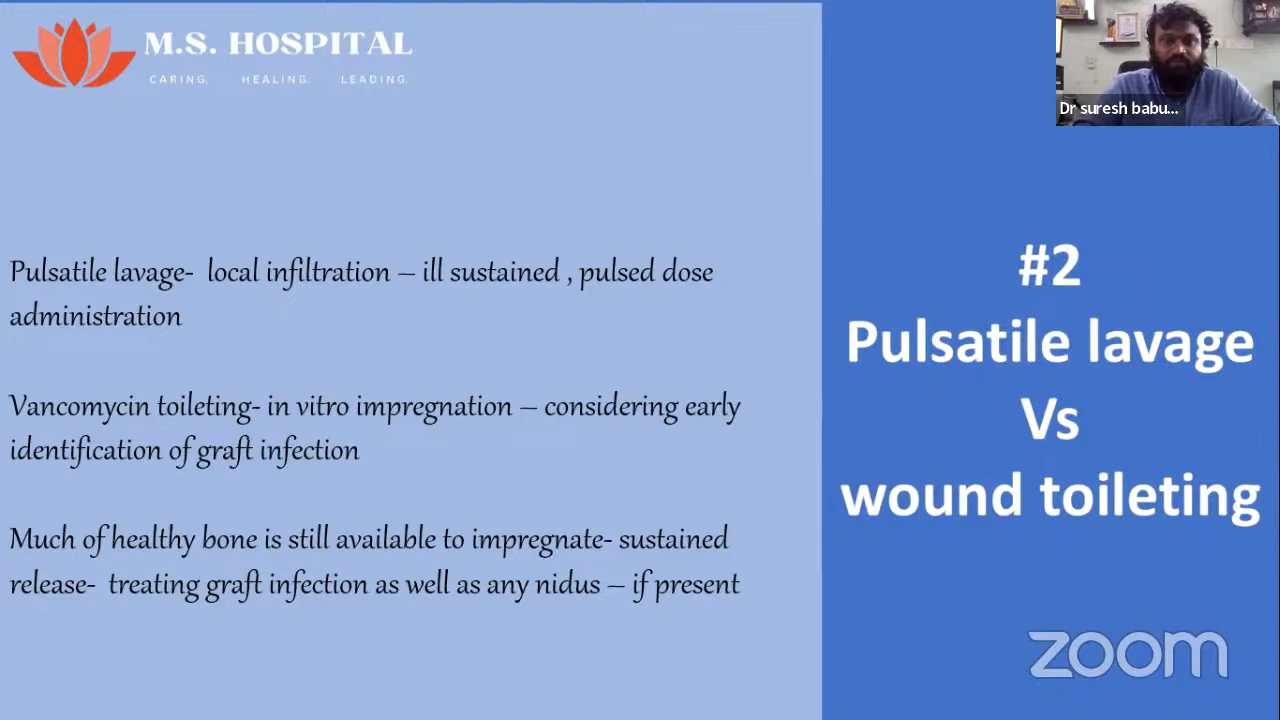 M.S. HOSPITAL
CARING. HEALING. LEADING.
Dr suresh babu...
Pulsatile lavage- local infiltration – ill sustained , pulsed dose
administration
Vancomycin toileting- in vitro impregnation – considering early
identification of graft infection
Much of healthy bone is still available to impregnate- sustained
release- treating graft infection as well as any nidus – if present
#2
Pulsatile lavage
Vs
wound toileting
zoom